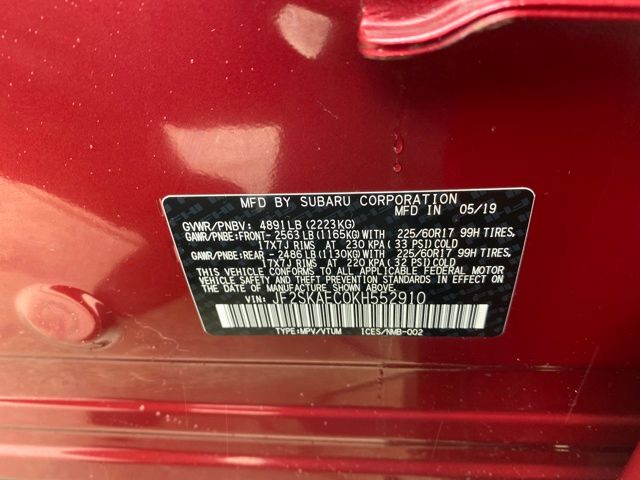 MFD BY SUBARU CORPORATION
MFD IN 05/19
GVWR/PNBV: 4891LB (2223KG)
GAWR/PNBE:FRONT- 2563LB (1165KG)WITH 225/60R17 99H TIRES,
17X7J RIMS AT 230 KPA (33 PSI)COLD
GAWR/PNBE:REAR - 2486LB (1130KG)WITH 225/60R17 99H TIRES,
17X7J RIMS AT 220 KPA (32 PSI)COLD
THIS VEHICLE CONFORMS TO ALL APPLICABLE FEDERAL MOTOR
VEHICLE SAFETY AND THEFT PREVENTION STANDARDS IN EFFECT ON
THE DATE OF MANUFACTURE SHOWN ABOVE.
VIN: JF2SKAEC0KH552910
TYPE:MPV/VTUM ICES/NMB-002